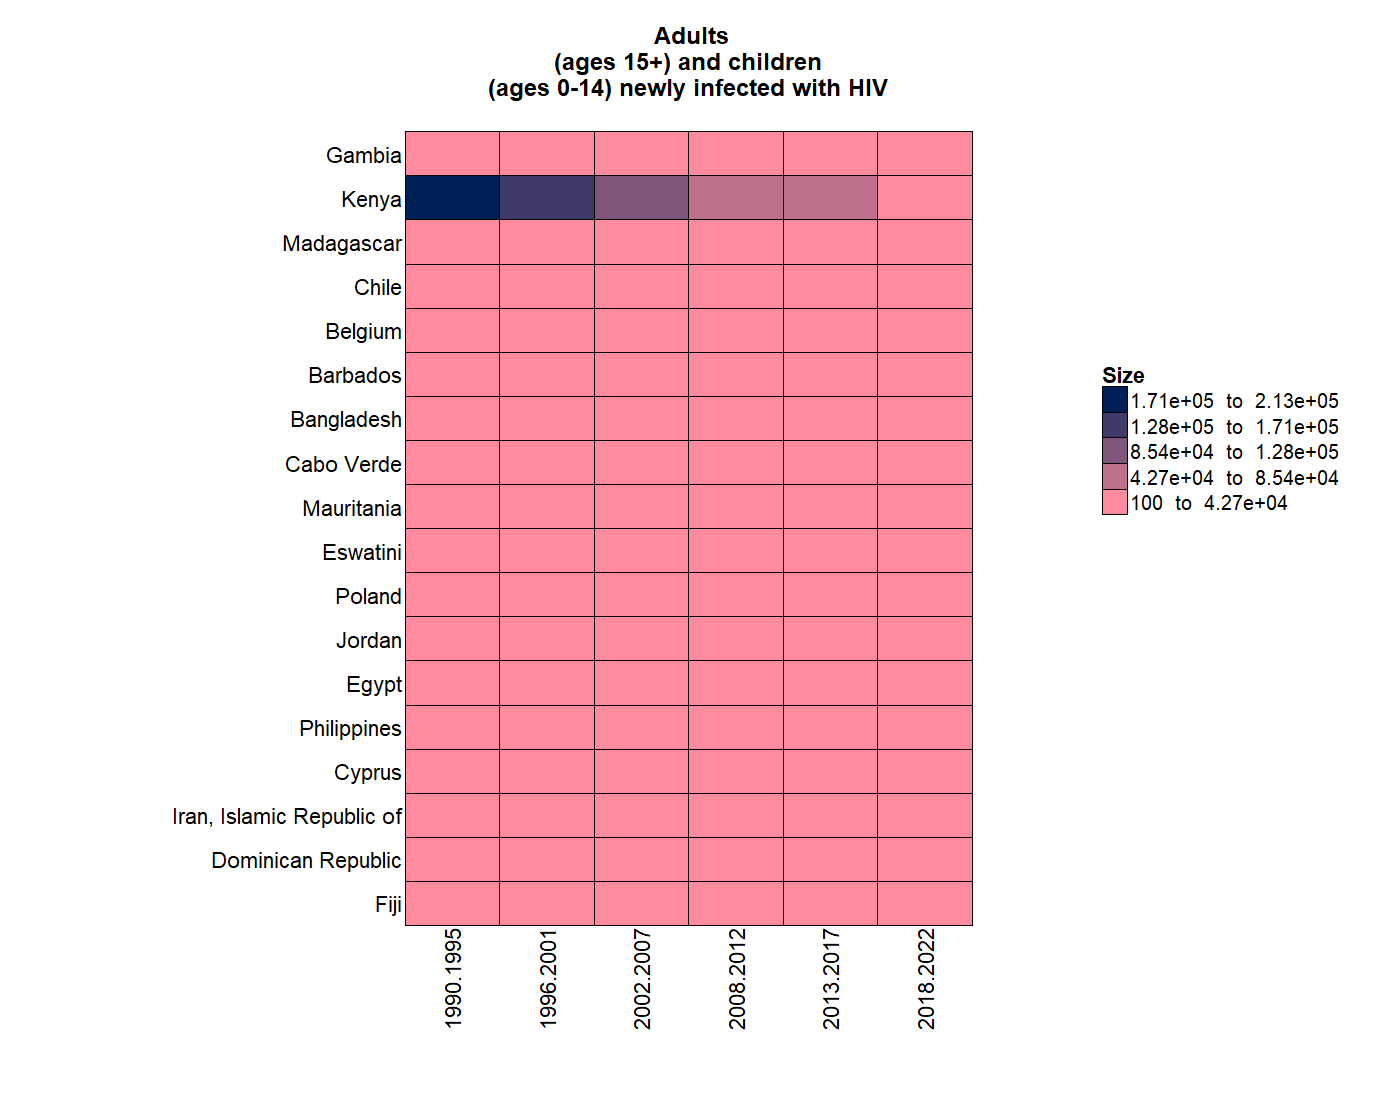 Adults
(ages 15+) and children
(ages 0-14) newly infected with HIV
Gambia
Kenya
Madagascar
Chile
Belgium
Barbados
Bangladesh
Cabo Verde
Mauritania
Eswatini
Poland
Jordan
Egypt
Philippines
Cyprus
Iran, Islamic Republic of
Dominican Republic
Fiji
1990.1995
1996.2001
2002.2007
2008.2012
2013.2017
2018.2022
Size
1.71e+05 to 2.13e+05
1.28e+05 to 1.71e+05
8.54e+04 to 1.28e+05
4.27e+04 to 8.54e+04
100 to 4.27e+04